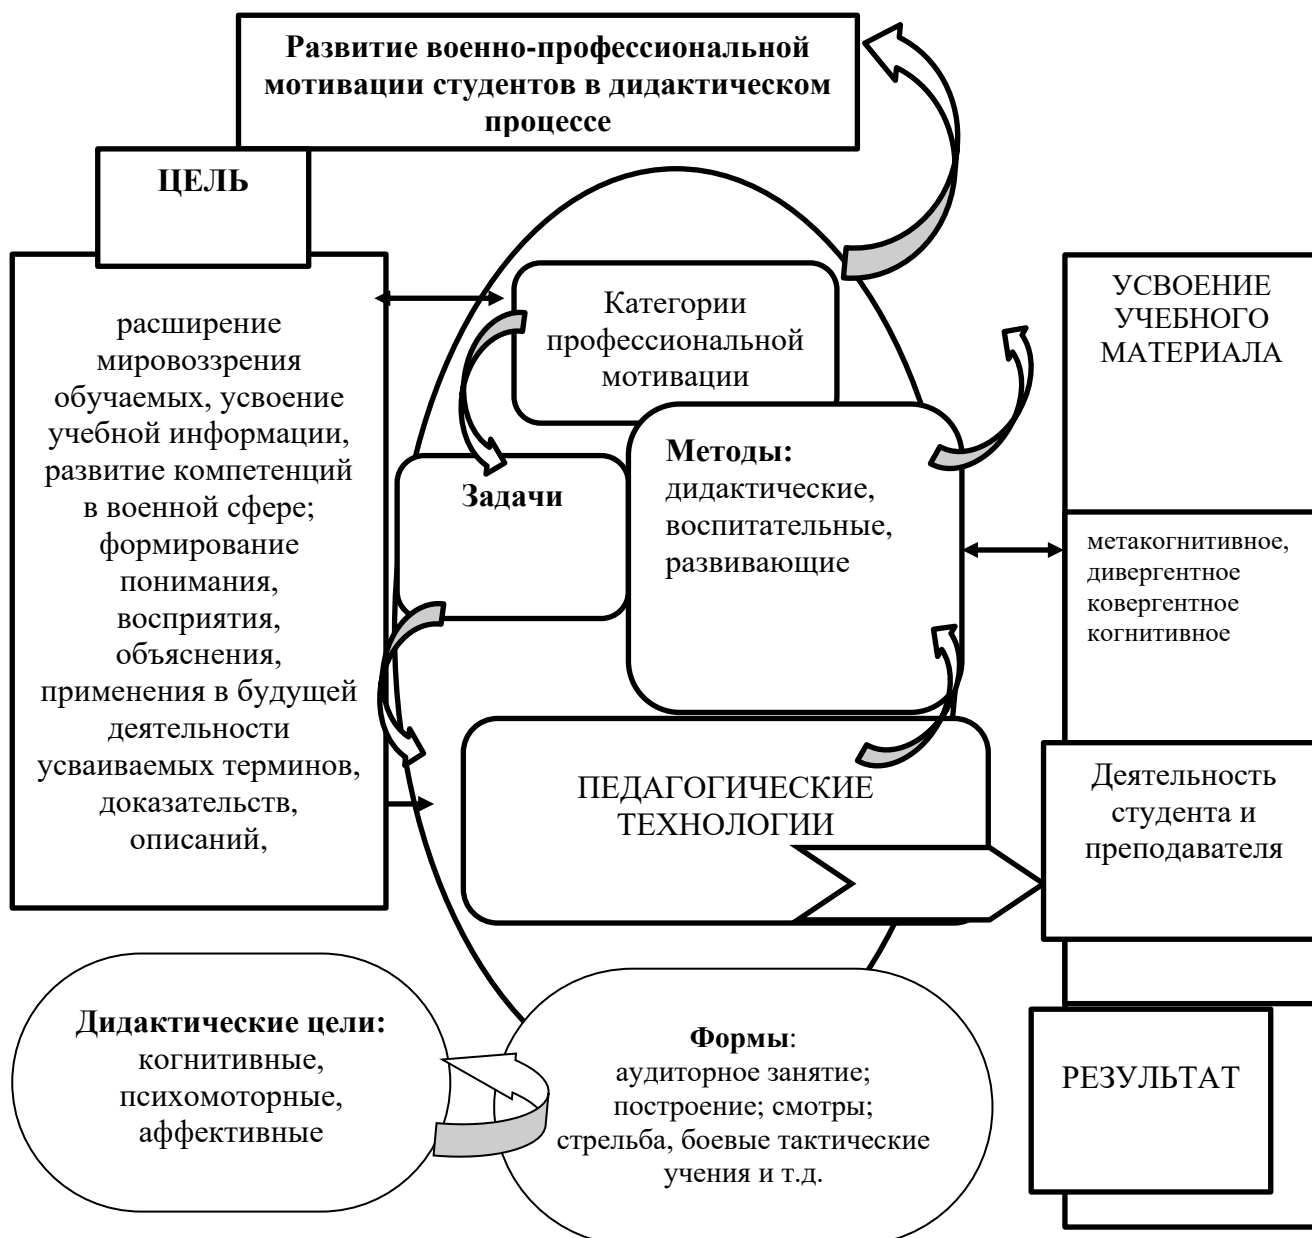 Развитие военно-профессиональной
мотивации студентов в дидактическом
процессе
ЦЕЛЬ
расширение
мировоззрения
обучаемых, усвоение
учебной информации,
развитие компетенций
в военной сфере;
формирование
понимания,
восприятия,
объяснения,
применения в будущей
деятельности
усваиваемых терминов,
доказательств,
описаний,
Категории
профессиональной
мотивации
Задачи
Методы:
дидактические,
воспитательные,
развивающие
ПЕДАГОГИЧЕСКИЕ
ТЕХНОЛОГИИ
УСВОЕНИЕ
УЧЕБНОГО
МАТЕРИАЛА
метакогнитивное,
дивергентное
ковергентное
когнитивное
Деятельность
студента и
преподавателя
Дидактические цели:
когнитивные,
психомоторные,
аффективные
Формы:
аудиторное занятие;
построение; смотры;
стрельба, боевые тактические
учения и т.д.
РЕЗУЛЬТАТ